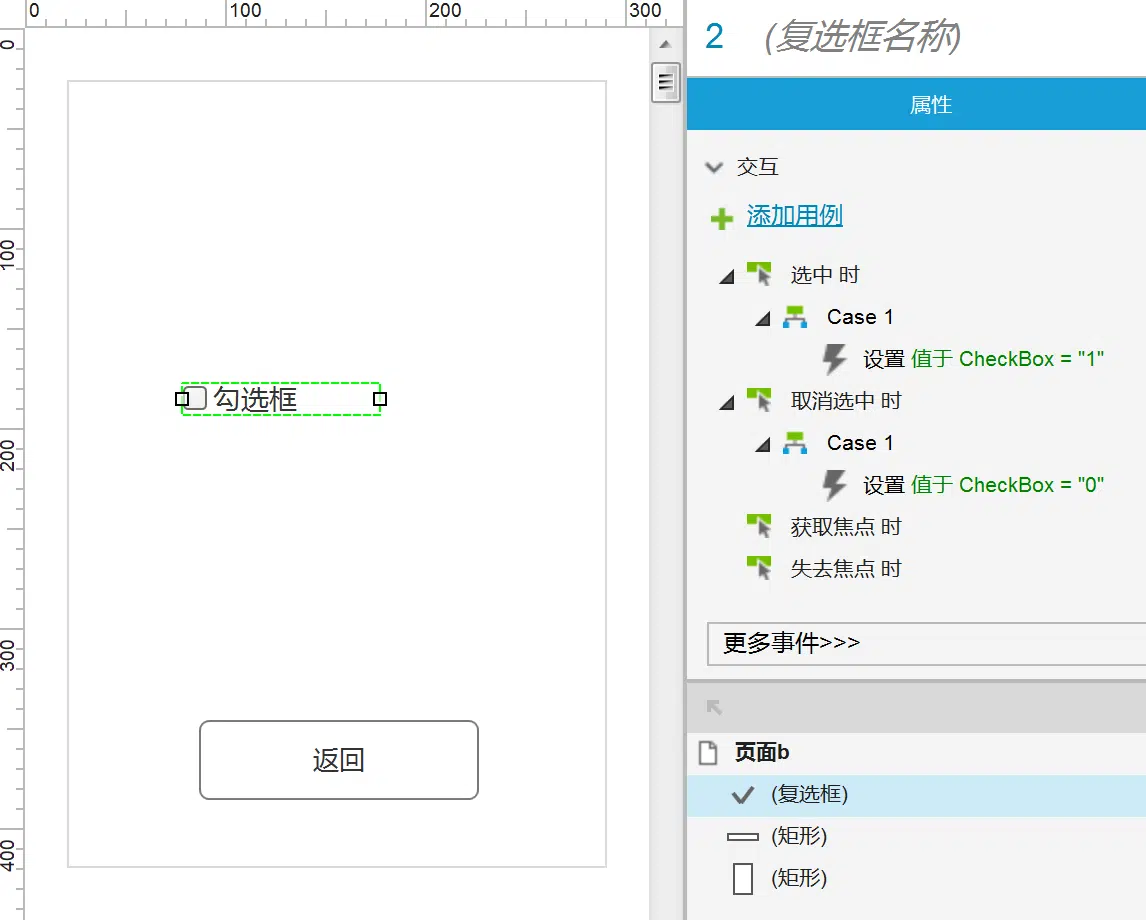 0 100 200 300
0
100
200
300
400
勾选框
返回
2 (复选框名称)
属性
交互
添加用例
选中 时
Case 1
设置 值于 CheckBox = "1"
取消选中 时
Case 1
设置 值于 CheckBox = "0"
获取焦点 时
失去焦点 时
更多事件>>>
页面b
(复选框)
(矩形)
(矩形)